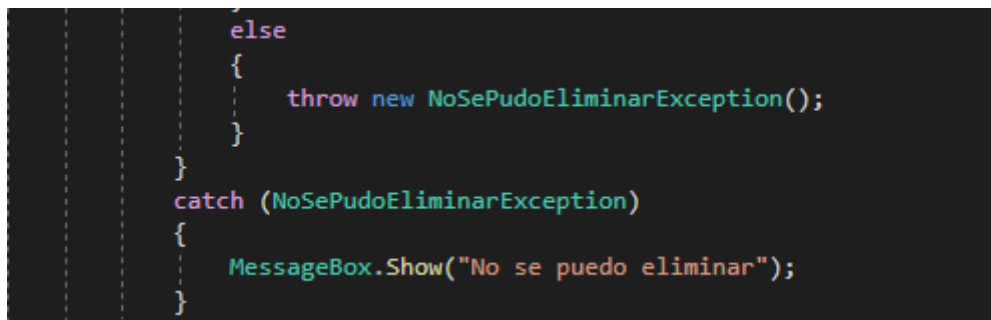 }
else
{
throw new NoSePudoEliminarException();
}
}
catch (NoSePudoEliminarException)
{
MessageBox.Show("No se puedo eliminar");
}